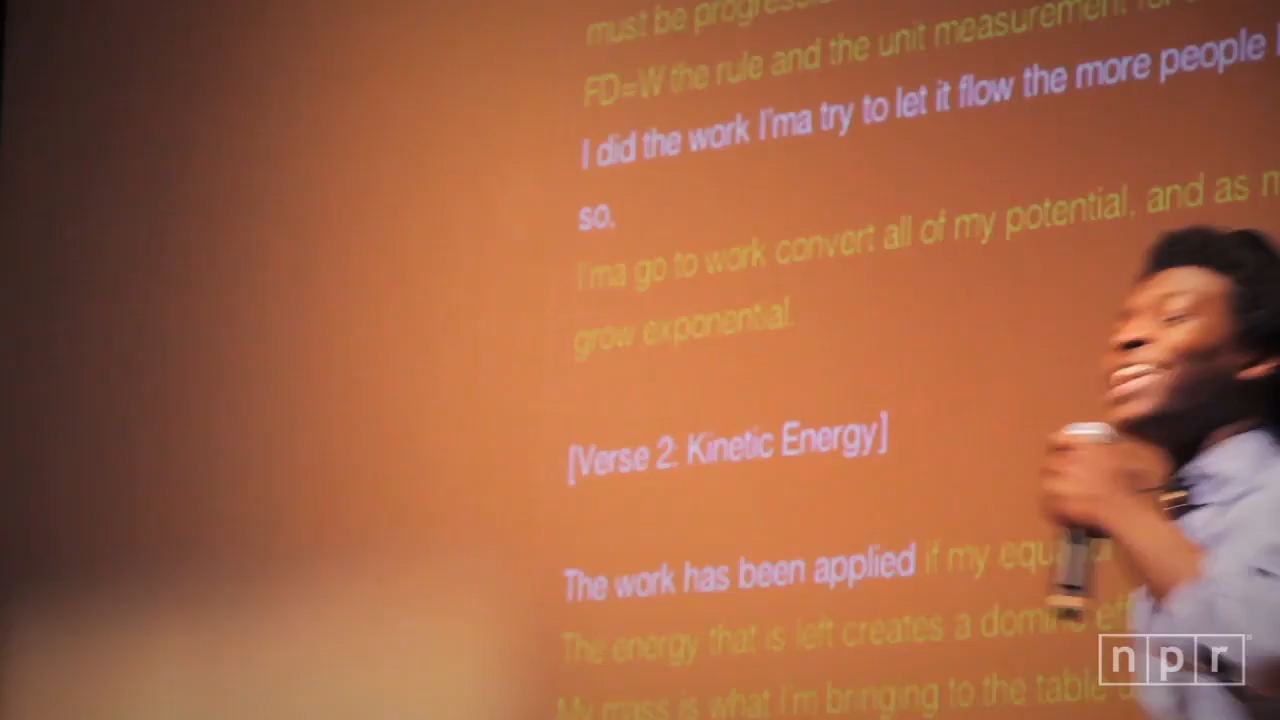 must be
FD=W the rule and the unit measurement
I did the work I'ma try to let it flow the more people
so,
I'ma go to work convert all of my potential, and as
grow exponential.
[Verse 2: Kinetic Energy]
The work has been applied if my
The energy that is left creates a domino
My mass is what I'm bringing to the table
npr